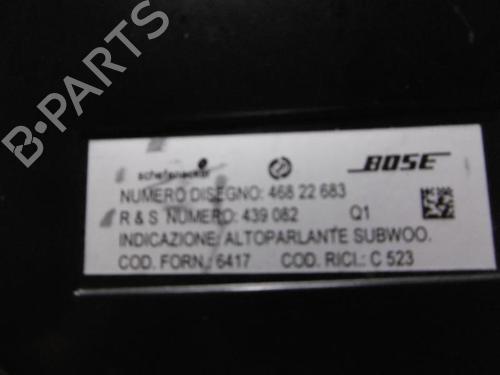 B-PARTS
schefenacker
BOSE
NUMERO DISEGNO: 468 22 683
R & S NUMERO: 439 082 Q1
INDICAZIONE: ALTOPARLANTE SUBWOO.
COD. FORN.: 6417 COD. RICI.: C 523